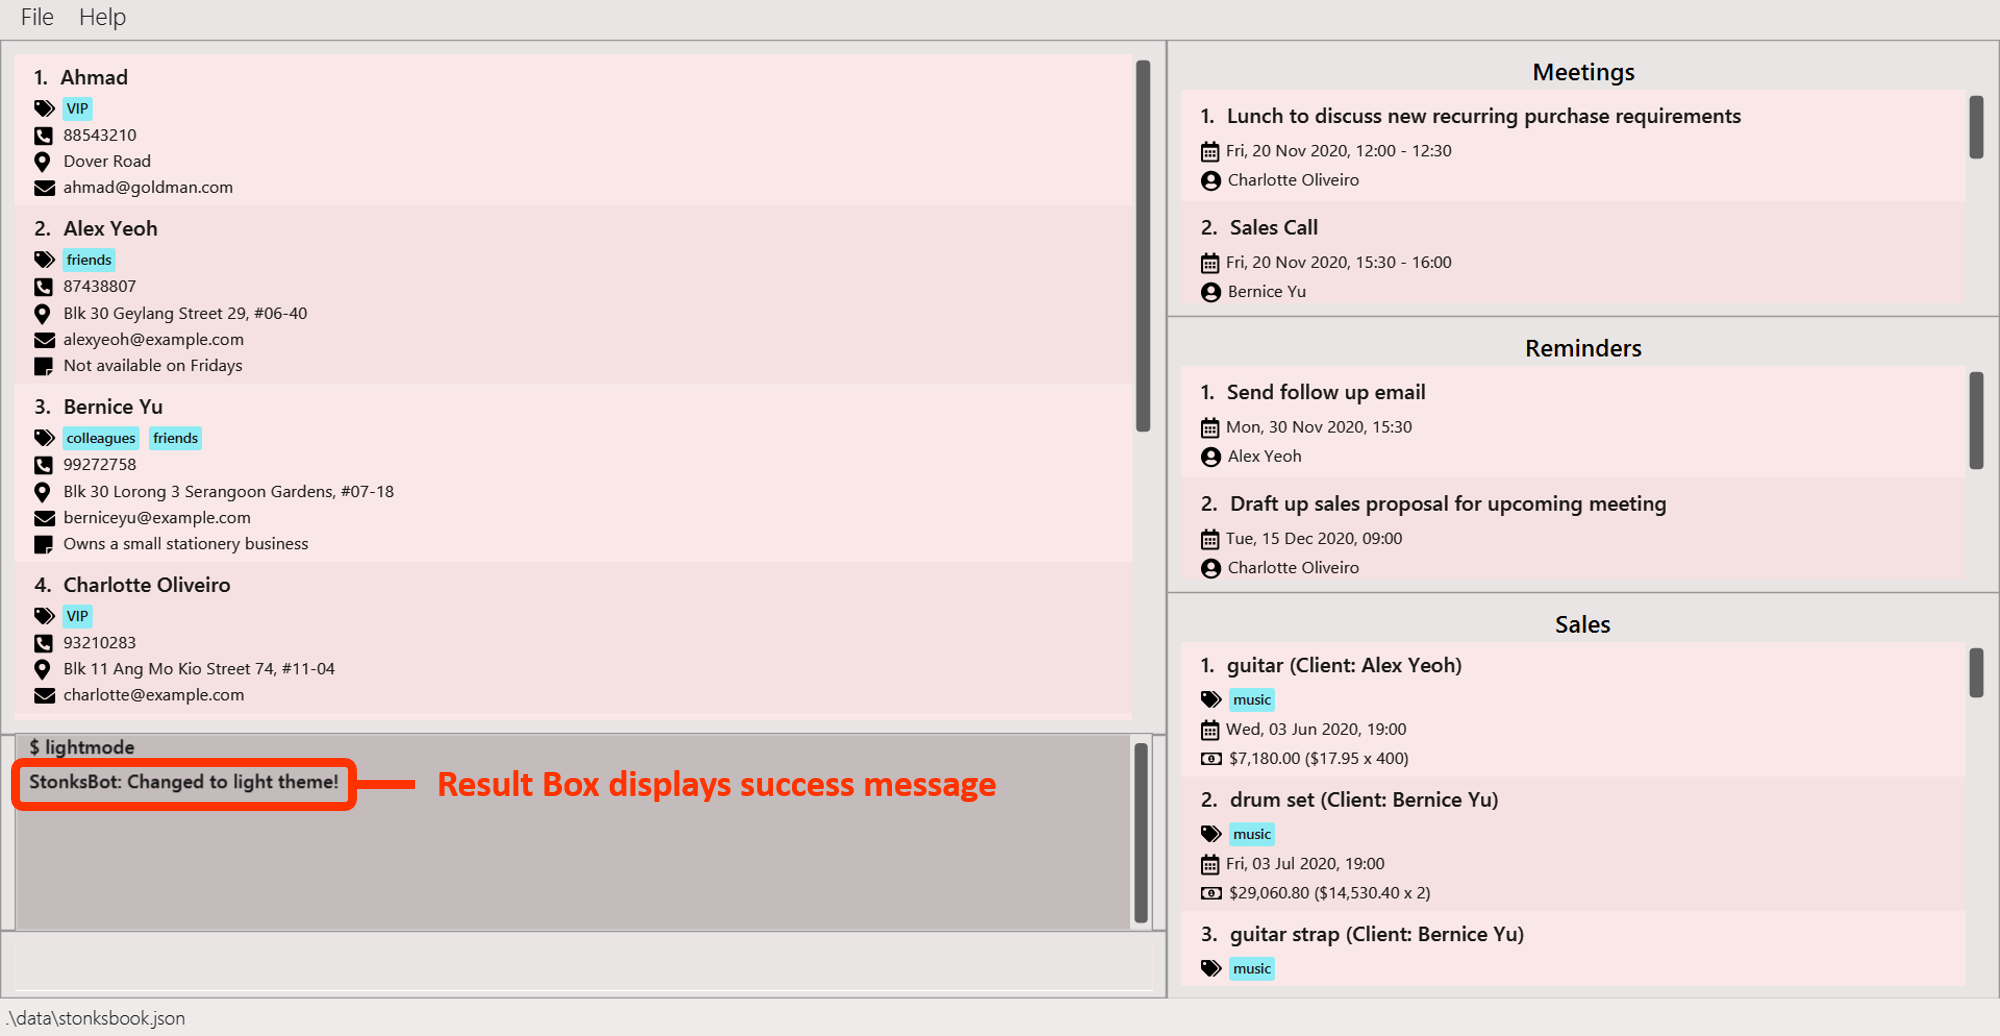 File Help
1. Ahmad
VIP
88543210
Dover Road
ahmad@goldman.com
2. Alex Yeoh
friends
87438807
Blk 30 Geylang Street 29, #06-40
alexyeoh@example.com
Not available on Fridays
3. Bernice Yu
colleagues friends
99272758
Blk 30 Lorong 3 Serangoon Gardens, #07-18
berniceyu@example.com
Owns a small stationery business
4. Charlotte Oliveiro
VIP
93210283
Blk 11 Ang Mo Kio Street 74, #11-04
charlotte@example.com
$ lightmode
StonksBot: Changed to light theme!
Result Box displays success message
Meetings
1. Lunch to discuss new recurring purchase requirements
Fri, 20 Nov 2020, 12:00 - 12:30
Charlotte Oliveiro
2. Sales Call
Fri, 20 Nov 2020, 15:30 - 16:00
Bernice Yu
Reminders
1. Send follow up email
Mon, 30 Nov 2020, 15:30
Alex Yeoh
2. Draft up sales proposal for upcoming meeting
Tue, 15 Dec 2020, 09:00
Charlotte Oliveiro
Sales
1. guitar (Client: Alex Yeoh)
music
Wed, 03 Jun 2020, 19:00
$7,180.00 ($17.95 x 400)
2. drum set (Client: Bernice Yu)
music
Fri, 03 Jul 2020, 19:00
$29,060.80 ($14,530.40 x 2)
3. guitar strap (Client: Bernice Yu)
music
.\data\stonksbook.json